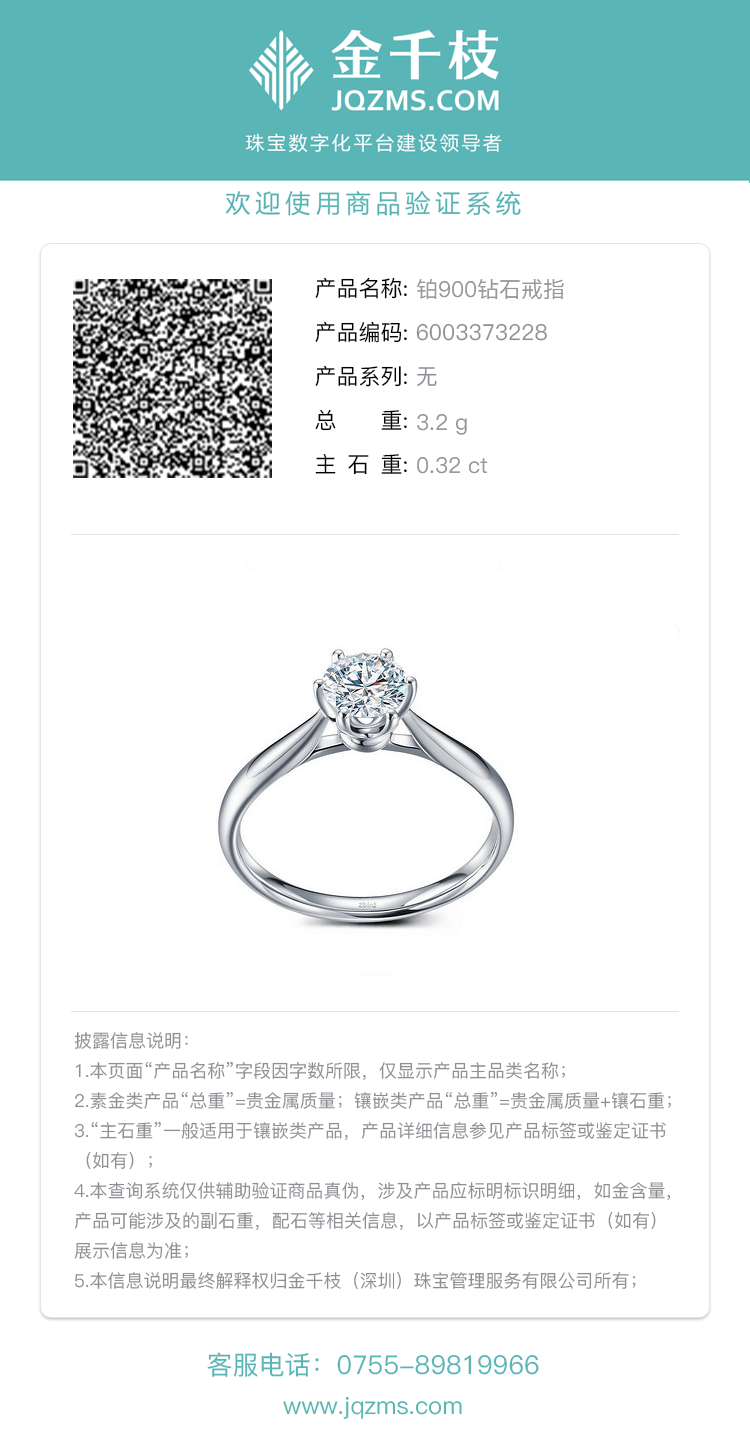 金千枝
JQZMS.COM
珠宝数字化平台建设领导者
欢迎使用商品验证系统
产品名称: 铂900钻石戒指
产品编码: 6003373228
产品系列: 无
总 重: 3.2 g
主 石 重: 0.32 ct
zbird
披露信息说明：
1.本页面“产品名称”字段因字数所限，仅显示产品主品类名称；
2.素金类产品“总重”=贵金属质量；镶嵌类产品“总重”=贵金属质量+镶石重；
3.“主石重”一般适用于镶嵌类产品，产品详细信息参见产品标签或鉴定证书
（如有）；
4.本查询系统仅供辅助验证商品真伪，涉及产品应标明标识明细，如金含量，
产品可能涉及的副石重，配石等相关信息，以产品标签或鉴定证书（如有）
展示信息为准；
5.本信息说明最终解释权归金千枝（深圳）珠宝管理服务有限公司所有；
客服电话：0755-89819966
www.jqzms.com